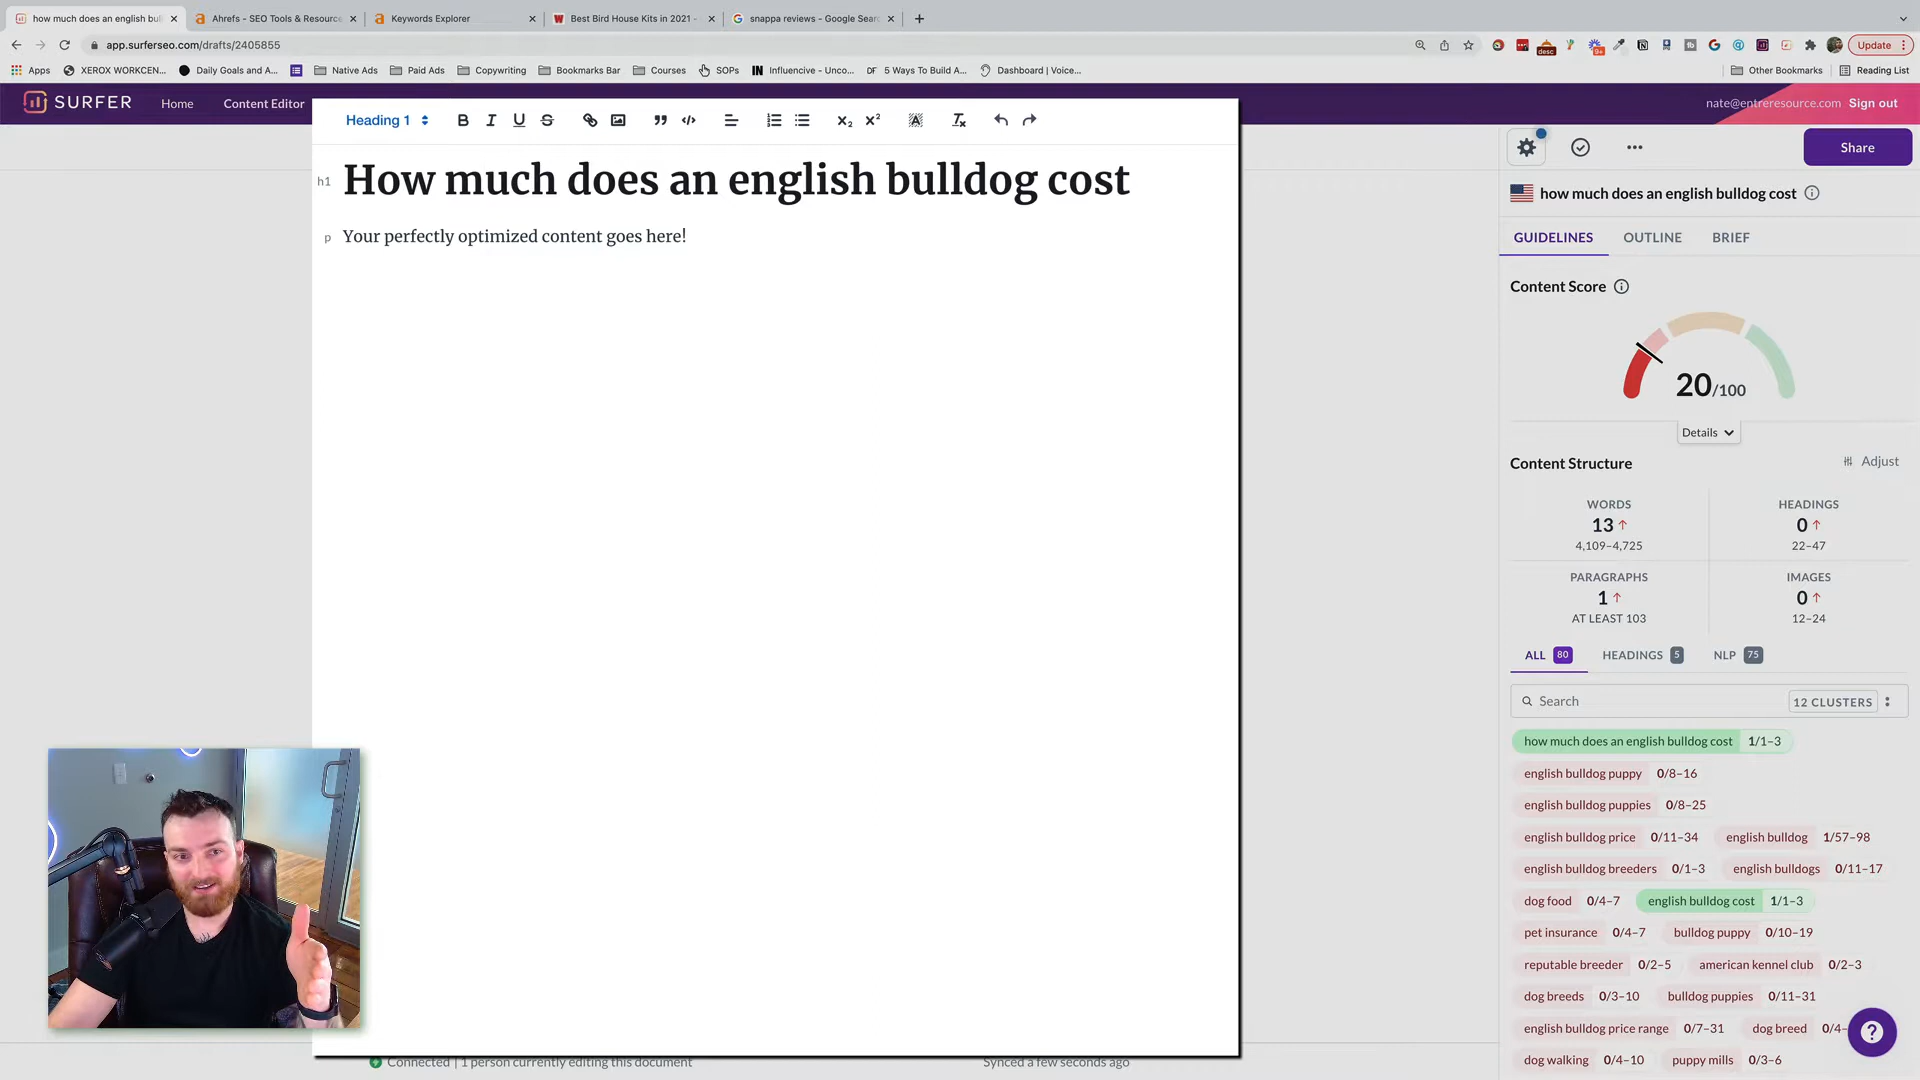 how much does an english bul
Ahrefs - SEO Tools & Resource
Keywords Explorer
Best Bird House Kits in 2021 -
snappa reviews - Google Sear
app.surferseo.com/drafts/2405855
desc
9+
Update
Apps
XEROX WORKCEN...
Daily Goals and A...
Native Ads
Paid Ads
Copywriting
Bookmarks Bar
Courses
SOPs
Influencive - Unco...
DF 5 Ways To Build A...
Dashboard | Voice...
Other Bookmarks
Reading List
SURFER
Home
Content Editor
nate@entreresource.com
Sign out
Heading 1
h1 How much does an english bulldog cost
p Your perfectly optimized content goes here!
Share
how much does an english bulldog cost
GUIDELINES
OUTLINE
BRIEF
Content Score
20/100
Details
Content Structure
Adjust
WORDS
13 ↑
4,109–4,725
HEADINGS
0 ↑
22–47
PARAGRAPHS
1 ↑
AT LEAST 103
IMAGES
0 ↑
12–24
ALL 80
HEADINGS 5
NLP 75
Search
12 CLUSTERS
how much does an english bulldog cost 1/1–3
english bulldog puppy 0/8–16
english bulldog puppies 0/8–25
english bulldog price 0/11–34 english bulldog 1/57–98
english bulldog breeders 0/1–3 english bulldogs 0/11–17
dog food 0/4–7 english bulldog cost 1/1–3
pet insurance 0/4–7 bulldog puppy 0/10–19
reputable breeder 0/2–5 american kennel club 0/2–3
dog breeds 0/3–10 bulldog puppies 0/11–31
english bulldog price range 0/7–31 dog breed 0/4–
dog walking 0/4–10 puppy mills 0/3–6
Connected | 1 person currently editing this document
Synced a few seconds ago